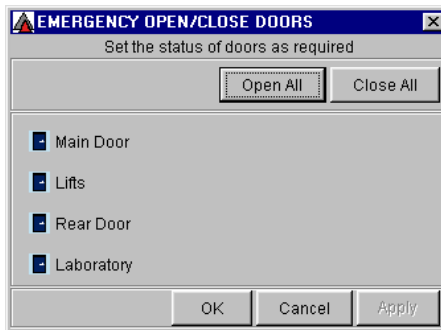 EMERGENCY OPEN/CLOSE DOORS
Set the status of doors as required
Open All Close All
Main Door
Lifts
Rear Door
Laboratory
OK Cancel Apply